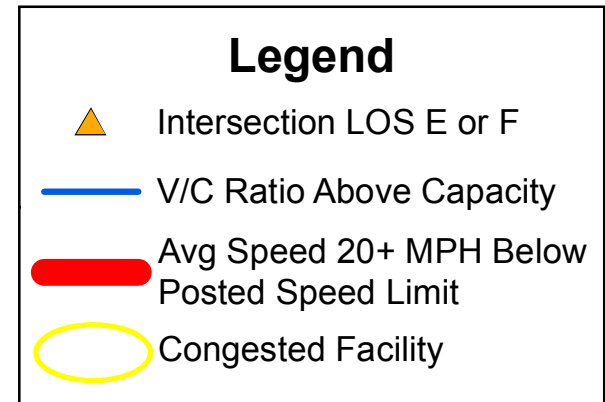 Legend
Intersection LOS E or F
V/C Ratio Above Capacity
Avg Speed 20+ MPH Below
Posted Speed Limit
Congested Facility